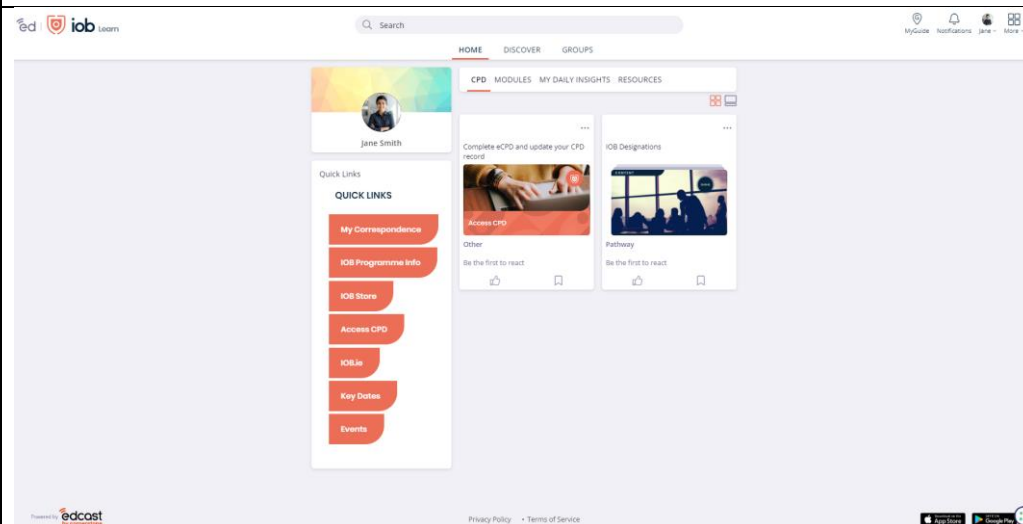 ed iob Learn
Search
MyGuide Notifications Jane More
HOME DISCOVER GROUPS
CPD MODULES MY DAILY INSIGHTS RESOURCES
Jane Smith
Quick Links
QUICK LINKS
My Correspondence
IOB Programme Info
IOB Store
Access CPD
IOB.ie
Key Dates
Events
Complete eCPD and update your CPD
record
Access CPD
Other
Be the first to react
IOB Designations
Pathway
Be the first to react
Powered by edcast
Privacy Policy • Terms of Service
App Store Google Play